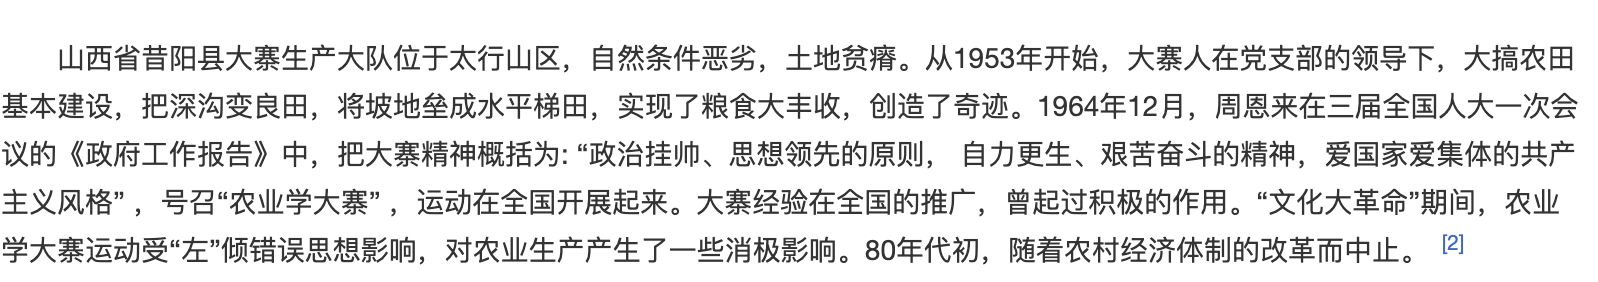 山西省昔阳县大寨生产大队位于太行山区，自然条件恶劣，土地贫瘠。从1953年开始，大寨人在党支部的领导下，大搞农田
基本建设，把深沟变良田，将坡地垒成水平梯田，实现了粮食大丰收，创造了奇迹。1964年12月，周恩来在三届全国人大一次会
议的《政府工作报告》中，把大寨精神概括为: “政治挂帅、思想领先的原则， 自力更生、艰苦奋斗的精神，爱国家爱集体的共产
主义风格” ，号召“农业学大寨” ，运动在全国开展起来。大寨经验在全国的推广，曾起过积极的作用。“文化大革命”期间，农业
学大寨运动受“左”倾错误思想影响，对农业生产产生了一些消极影响。80年代初，随着农村经济体制的改革而中止。 [2]